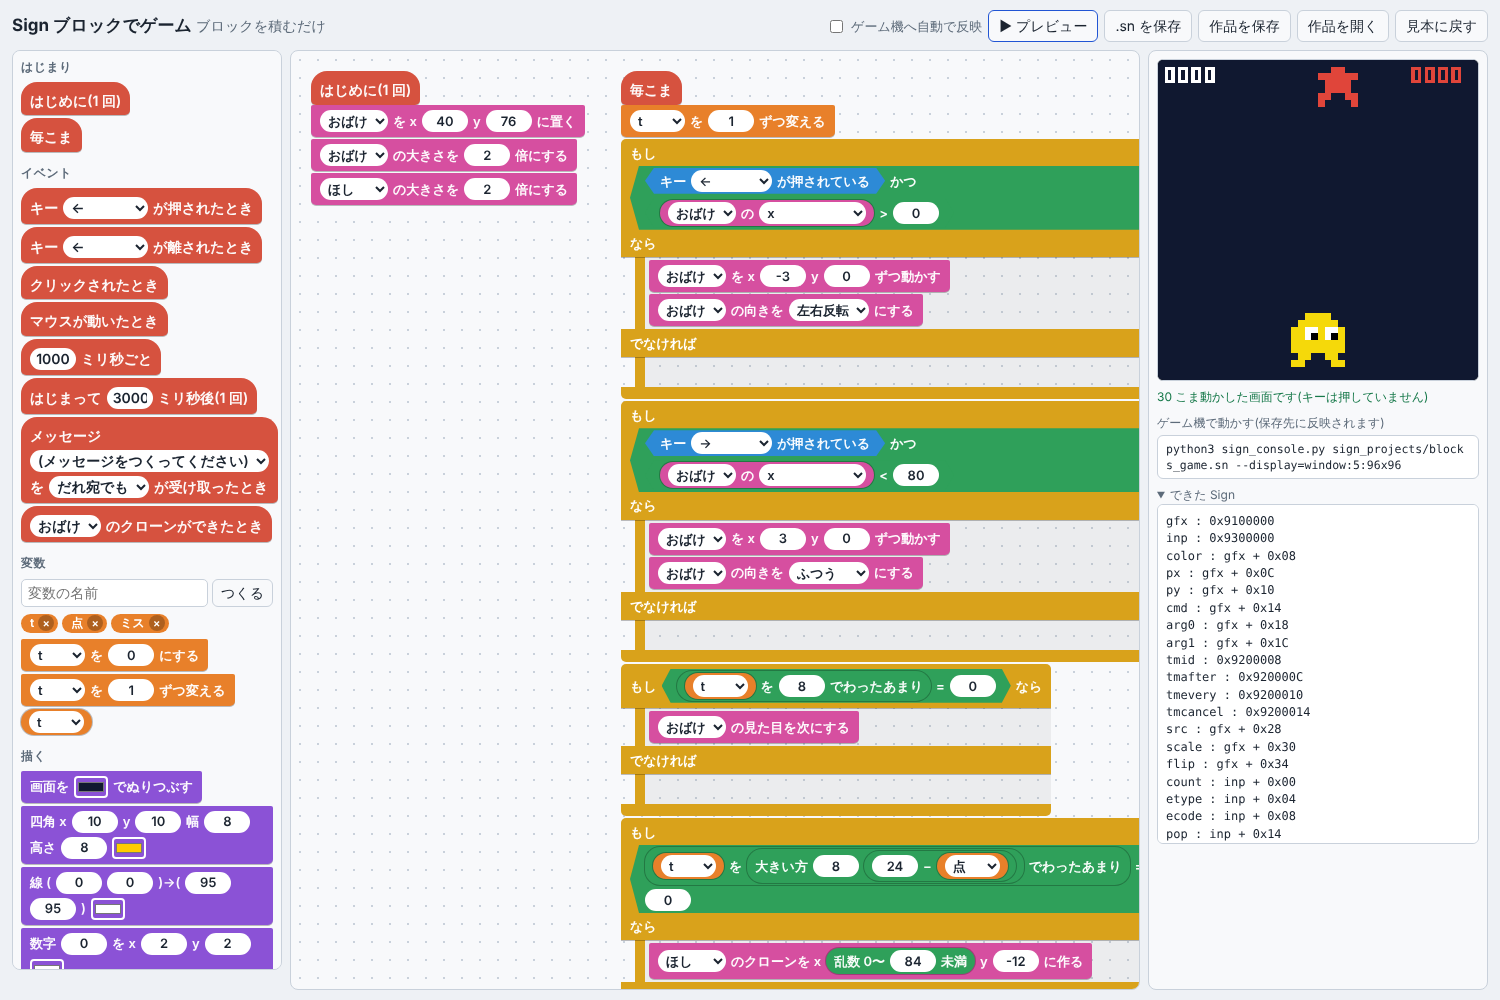 Sign ブロックでゲーム ブロックを積むだけ
ゲーム機へ自動で反映 ▶ プレビュー .sn を保存 作品を保存 作品を開く 見本に戻す
はじまり
はじめに(1 回)
毎こま
イベント
キー ← が押されたとき
キー ← が離されたとき
クリックされたとき
マウスが動いたとき
1000 ミリ秒ごと
はじまって 3000 ミリ秒後(1 回)
メッセージ
(メッセージをつくってください)
を だれ宛でも が受け取ったとき
おばけ のクローンができたとき
変数
変数の名前 つくる
t × 点 × ミス ×
t を 0 にする
t を 1 ずつ変える
t
描く
画面を でぬりつぶす
四角 x 10 y 10 幅 8
高さ 8
線 ( 0 0 )→( 95
95 )
数字 0 を x 2 y 2
はじめに(1 回)
おばけ を x 40 y 76 に置く
おばけ の大きさを 2 倍にする
ほし の大きさを 2 倍にする
毎こま
t を 1 ずつ変える
もし
キー ← が押されている かつ
おばけ の x > 0
なら
おばけ を x -3 y 0 ずつ動かす
おばけ の向きを 左右反転 にする
でなければ
もし
キー → が押されている かつ
おばけ の x < 80
なら
おばけ を x 3 y 0 ずつ動かす
おばけ の向きを ふつう にする
でなければ
もし t を 8 でわったあまり = 0 なら
おばけ の見た目を次にする
でなければ
もし
t を 大きい方 8 24 − 点 でわったあまり =
0
なら
ほし のクローンを x 乱数 0〜 84 未満 y -12 に作る
0000 0000
30 こま動かした画面です(キーは押していません)
ゲーム機で動かす(保存先に反映されます)
python3 sign_console.py sign_projects/block
s_game.sn --display=window:5:96x96
▼ できた Sign
gfx : 0x9100000
inp : 0x9300000
color : gfx + 0x08
px : gfx + 0x0C
py : gfx + 0x10
cmd : gfx + 0x14
arg0 : gfx + 0x18
arg1 : gfx + 0x1C
tmid : 0x9200008
tmafter : 0x920000C
tmevery : 0x9200010
tmcancel : 0x9200014
src : gfx + 0x28
scale : gfx + 0x30
flip : gfx + 0x34
count : inp + 0x00
etype : inp + 0x04
ecode : inp + 0x08
pop : inp + 0x14